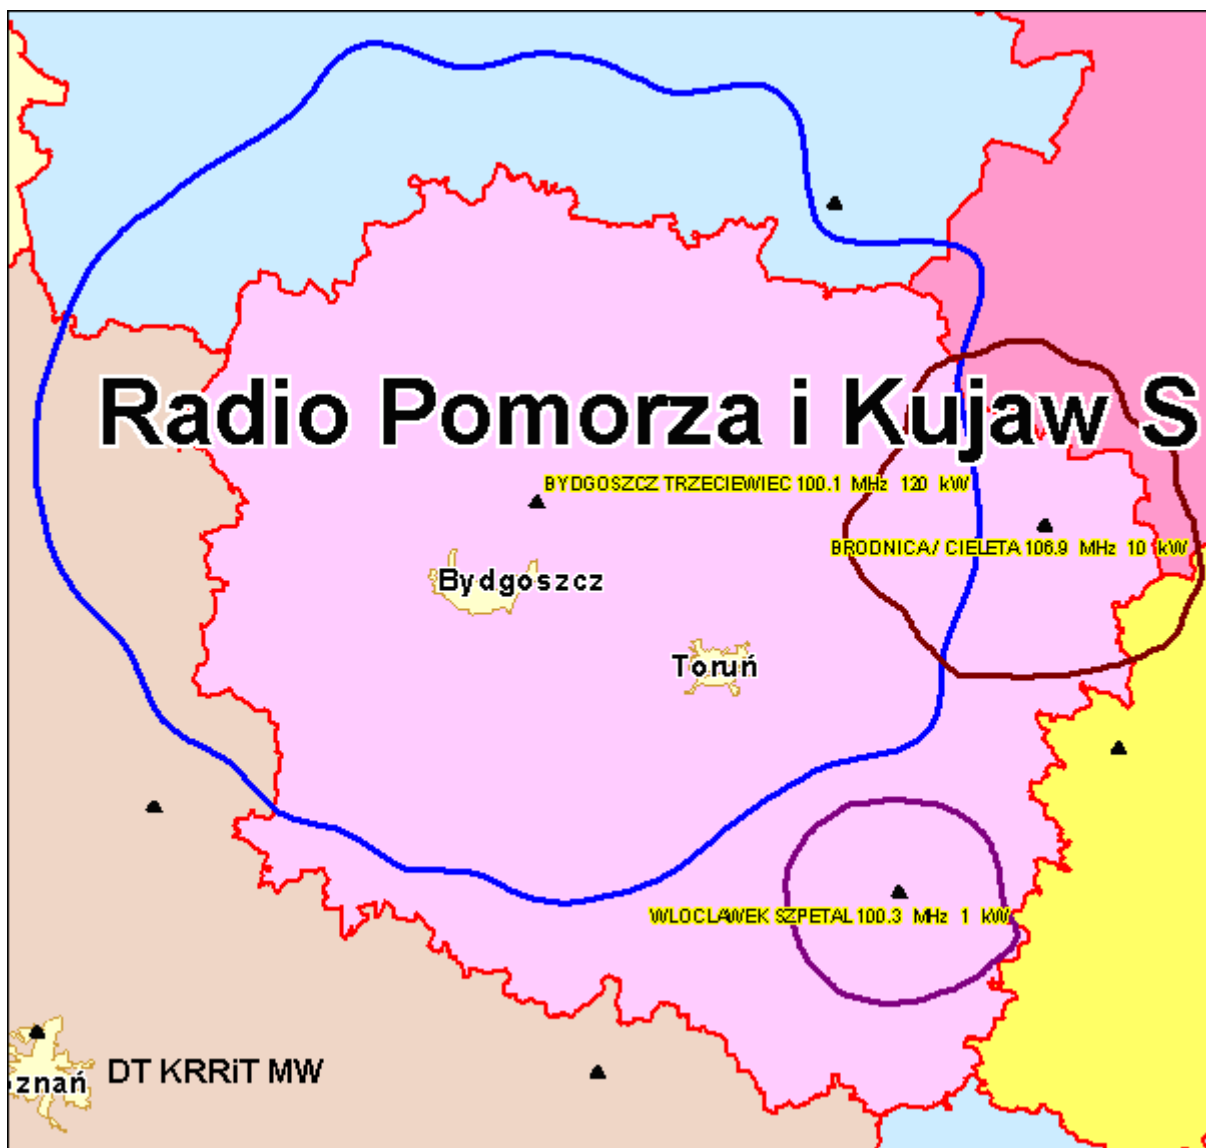 Radio Pomorza i Kujaw S
BYDGOSZCZ TRZECIEWIEC 100.1 MHz 120 kW
BRODNICA / CIELETA 106.9 MHz 10 kW
Bydgoszcz
Toruń
WLOCLAWEK SZPETAL 100.3 MHz 1 kW
DT KRRiT MW
oznań